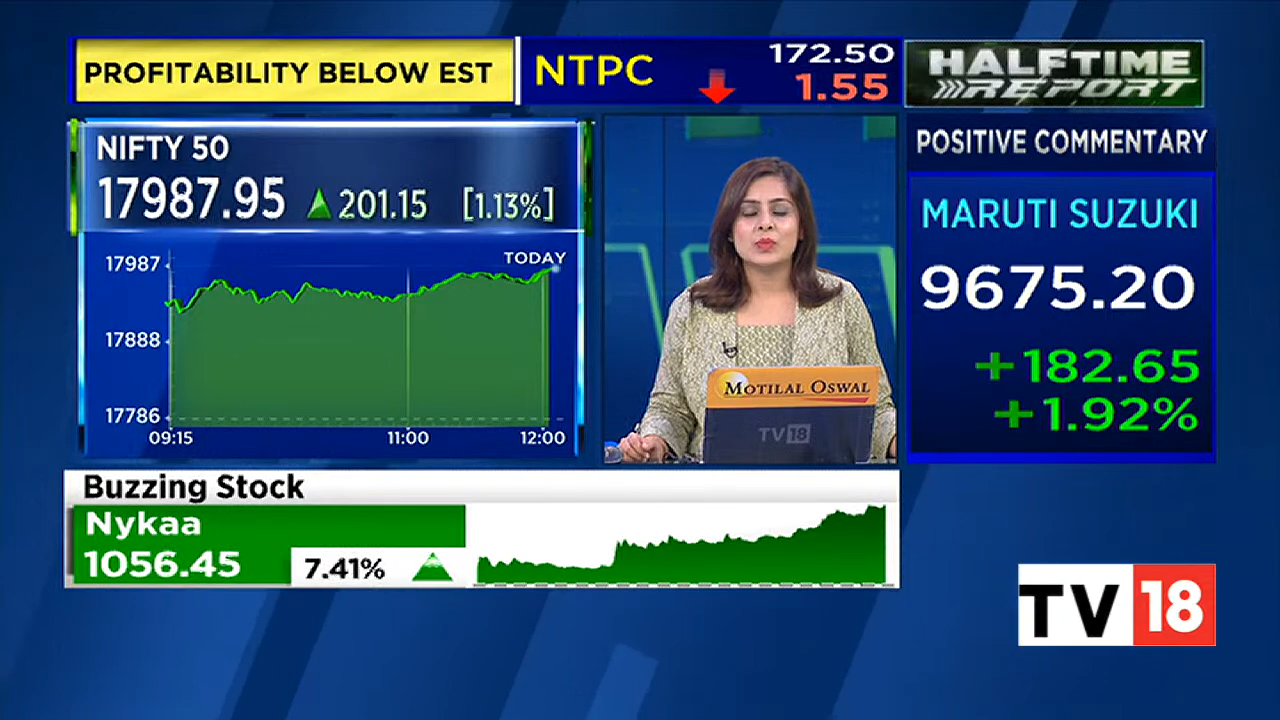 PROFITABILITY BELOW EST
NTPC
172.50
1.55
HALFTIME
REPORT
NIFTY 50
17987.95 201.15 [1.13%]
TODAY
17987
17888
17786
09:15 11:00 12:00
MOTILAL OSWAL
TV18
POSITIVE COMMENTARY
MARUTI SUZUKI
9675.20
+182.65
+1.92%
Buzzing Stock
Nykaa
1056.45 7.41%
TV18